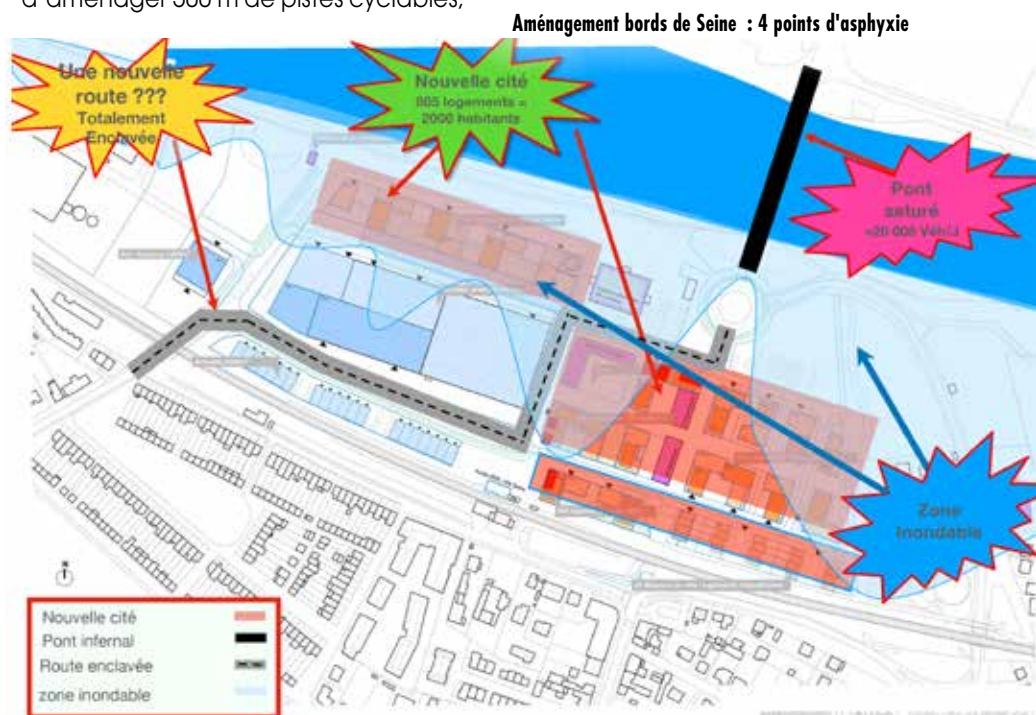 d'aménager 500 m de pistes cyclables,
Aménagement bords de Seine : 4 points d'asphyxie
Une nouvelle
route ???
Totalement
Enclavée
Nouvelle cité
logements =
2000 habitants
Pont
saturé
Zone
Inondable
N
Nouvelle cité
Pont infernal
Route enclavée
zone inondable